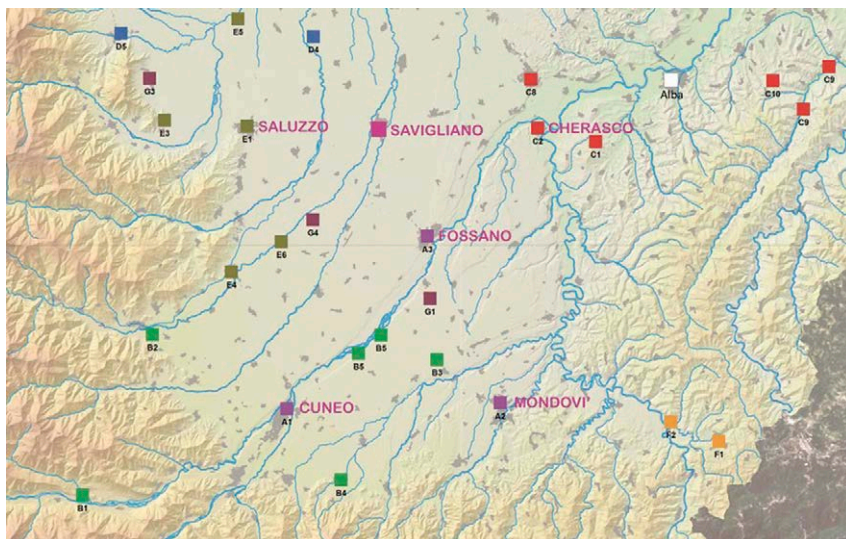 E5
D5
D4
G3
C8
Alba
C10
C9
C9
E3
E1
SALUZZO
SAVIGLIANO
C2
CHERASCO
C1
G4
E6
A3
FOSSANO
E4
G1
B2
B5
B5
B3
A1
CUNEO
A2
MONDOVI'
F2
F1
B4
B1